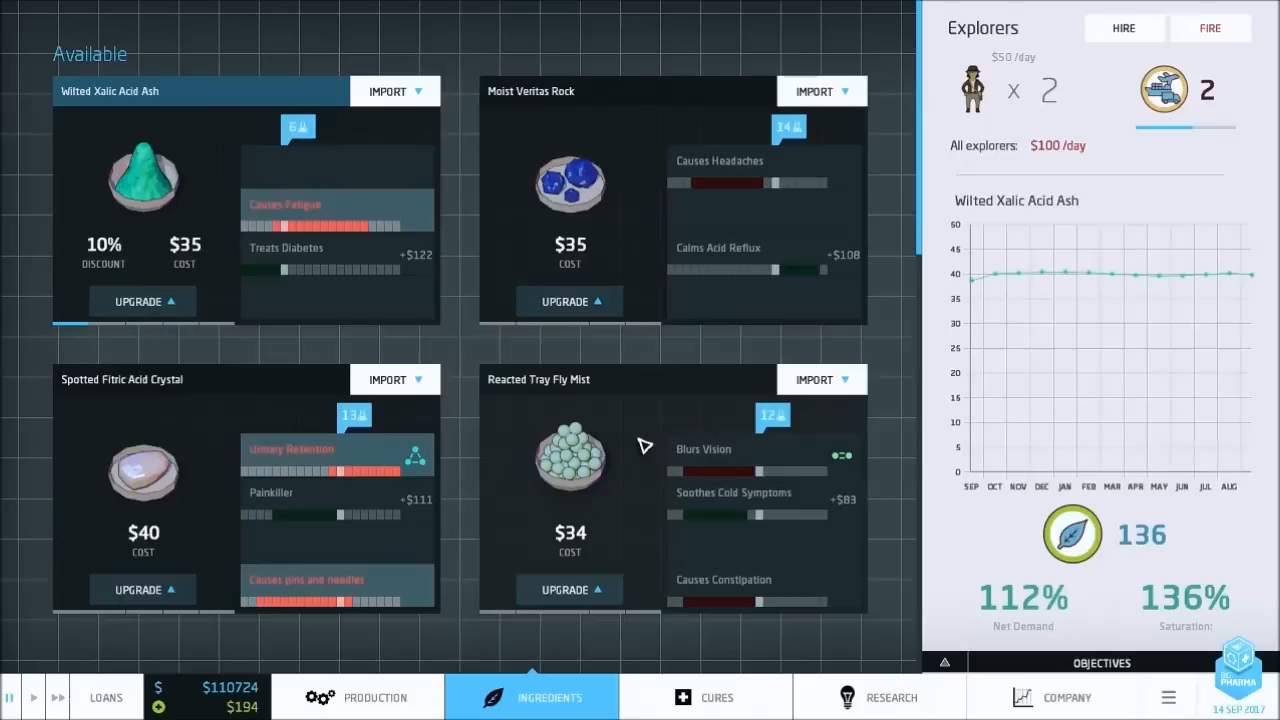 Available
Wilted Xalic Acid Ash
IMPORT
6
Causes Fatigue
Treats Diabetes
+$122
10%
DISCOUNT
$35
COST
UPGRADE
Moist Veritas Rock
IMPORT
14
Causes Headaches
Calms Acid Reflux
+$108
$35
COST
UPGRADE
Spotted Fitric Acid Crystal
IMPORT
13
Urinary Retention
Painkiller
+$111
Causes pins and needles
$40
COST
UPGRADE
Reacted Tray Fly Mist
IMPORT
12
Blurs Vision
Soothes Cold Symptoms
+$83
Causes Constipation
$34
COST
UPGRADE
Explorers
HIRE
FIRE
$50 /day
X 2
2
All explorers: $100 /day
Wilted Xalic Acid Ash
50
45
40
35
30
25
20
15
10
5
0
SEP OCT NOV DEC JAN FEB MAR APR MAY JUN JUL AUG
136
112%
Net Demand
136%
Saturation:
OBJECTIVES
LOANS
$ $110724
$194
PRODUCTION
INGREDIENTS
CURES
RESEARCH
COMPANY
BIG
PHARMA
14 SEP 2017